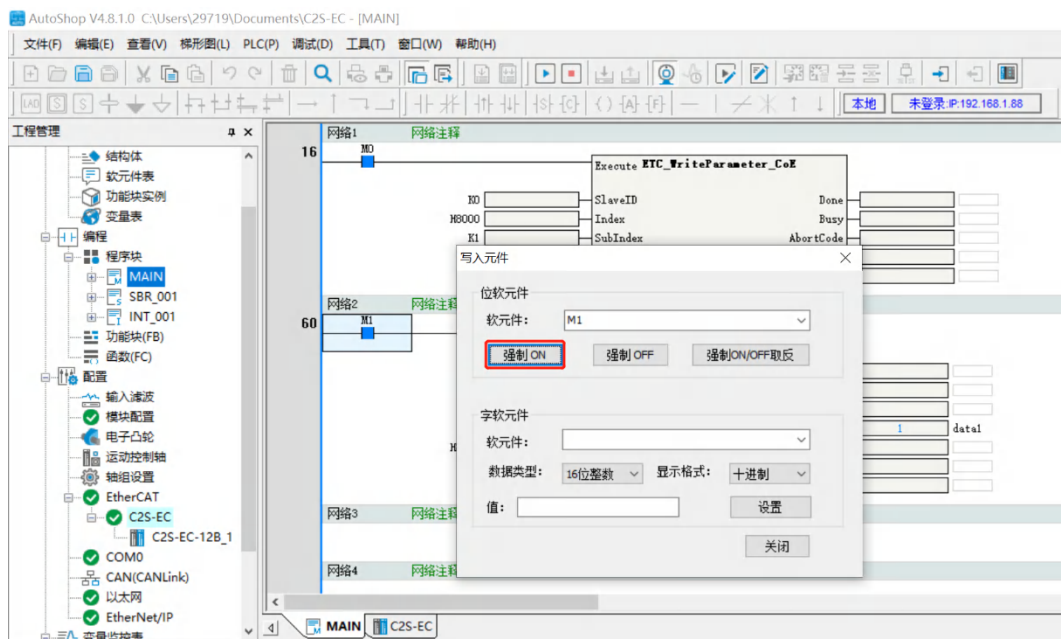 AutoShop V4.8.1.0 C:\Users\29719\Documents\C2S-EC - [MAIN]
文件(F) 编辑(E) 查看(V) 梯形图(L) PLC(P) 调试(D) 工具(T) 窗口(W) 帮助(H)
LAD S S {S} {C} ( ) {A} {F} 本地 未登录:IP:192.168.1.88
工程管理
结构体
软元件表
功能块实例
变量表
编程
程序块
MAIN
SBR_001
INT_001
功能块(FB)
函数(FC)
配置
输入滤波
模块配置
电子凸轮
运动控制轴
轴组设置
EtherCAT
C2S-EC
C2S-EC-12B_1
COM0
CAN(CANLink)
以太网
EtherNet/IP
变量监控表
网络1 网络注释
16 M0
Execute ETC_WriteParameter_CoE
K0 SlaveID Done
H8000 Index Busy
K1 SubIndex AbortCode
网络2 网络注释
60 M1
H
1 data1
网络3 网络注释
网络4 网络注释
写入元件
位软元件
软元件: M1
强制 ON 强制 OFF 强制ON/OFF取反
字软元件
软元件:
数据类型: 16位整数 显示格式: 十进制
值: 设置
关闭
MAIN C2S-EC